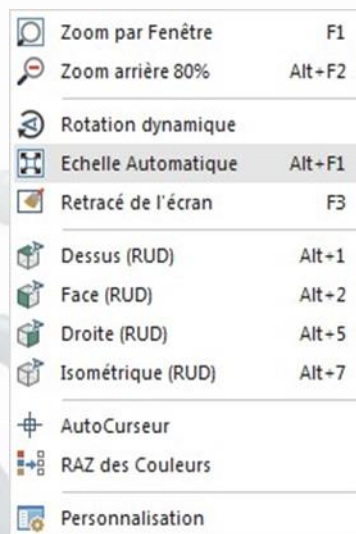 Zoom par Fenêtre F1
Zoom arrière 80% Alt+F2
Rotation dynamique
Echelle Automatique Alt+F1
Retracé de l'écran F3
Dessus (RUD) Alt+1
Face (RUD) Alt+2
Droite (RUD) Alt+5
Isométrique (RUD) Alt+7
AutoCurseur
RAZ des Couleurs
Personnalisation